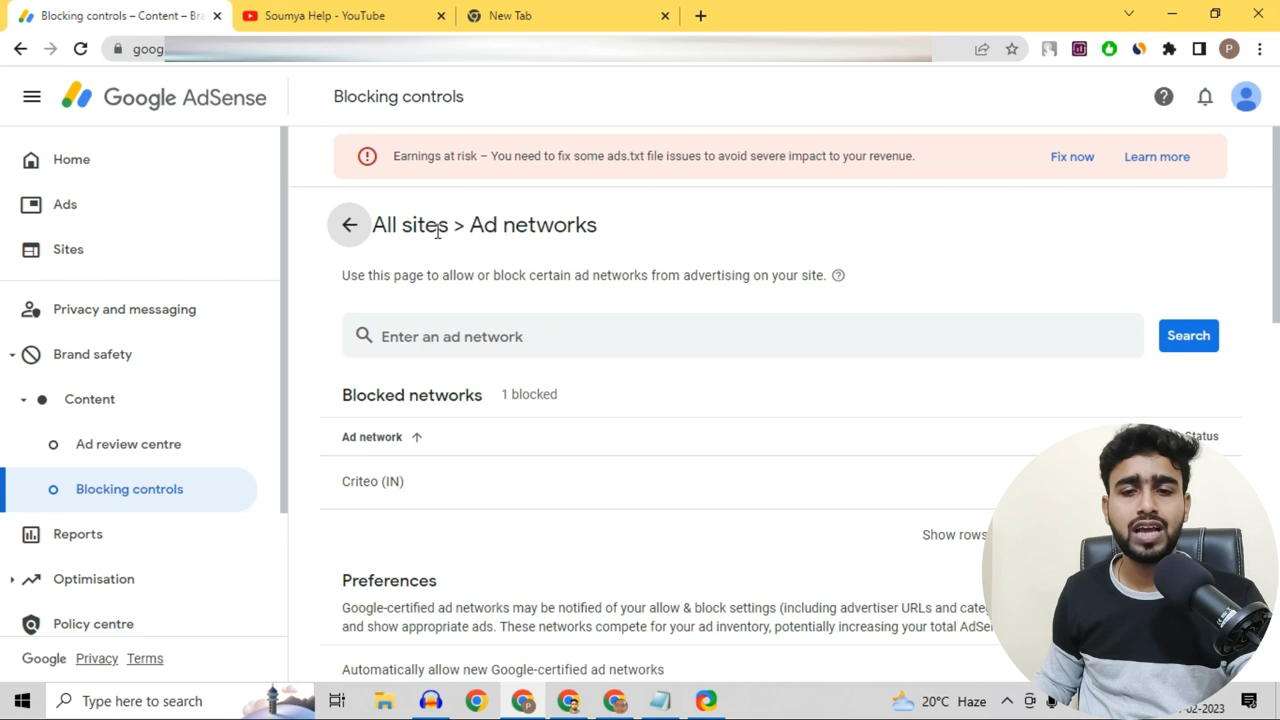 Blocking controls – Content – Bra
Soumya Help - YouTube
New Tab
goog
P
Google AdSense
Blocking controls
Earnings at risk – You need to fix some ads.txt file issues to avoid severe impact to your revenue.
Fix now
Learn more
Home
Ads
Sites
Privacy and messaging
Brand safety
Content
Ad review centre
Blocking controls
Reports
Optimisation
Policy centre
Google Privacy Terms
All sites > Ad networks
Use this page to allow or block certain ad networks from advertising on your site.
Enter an ad network
Search
Blocked networks 1 blocked
Ad network
Status
Criteo (IN)
Show rows
Preferences
Google-certified ad networks may be notified of your allow & block settings (including advertiser URLs and
and show appropriate ads. These networks compete for your ad inventory, potentially increasing your total
Automatically allow new Google-certified ad networks
Type here to search
20°C Haze
-02-2023